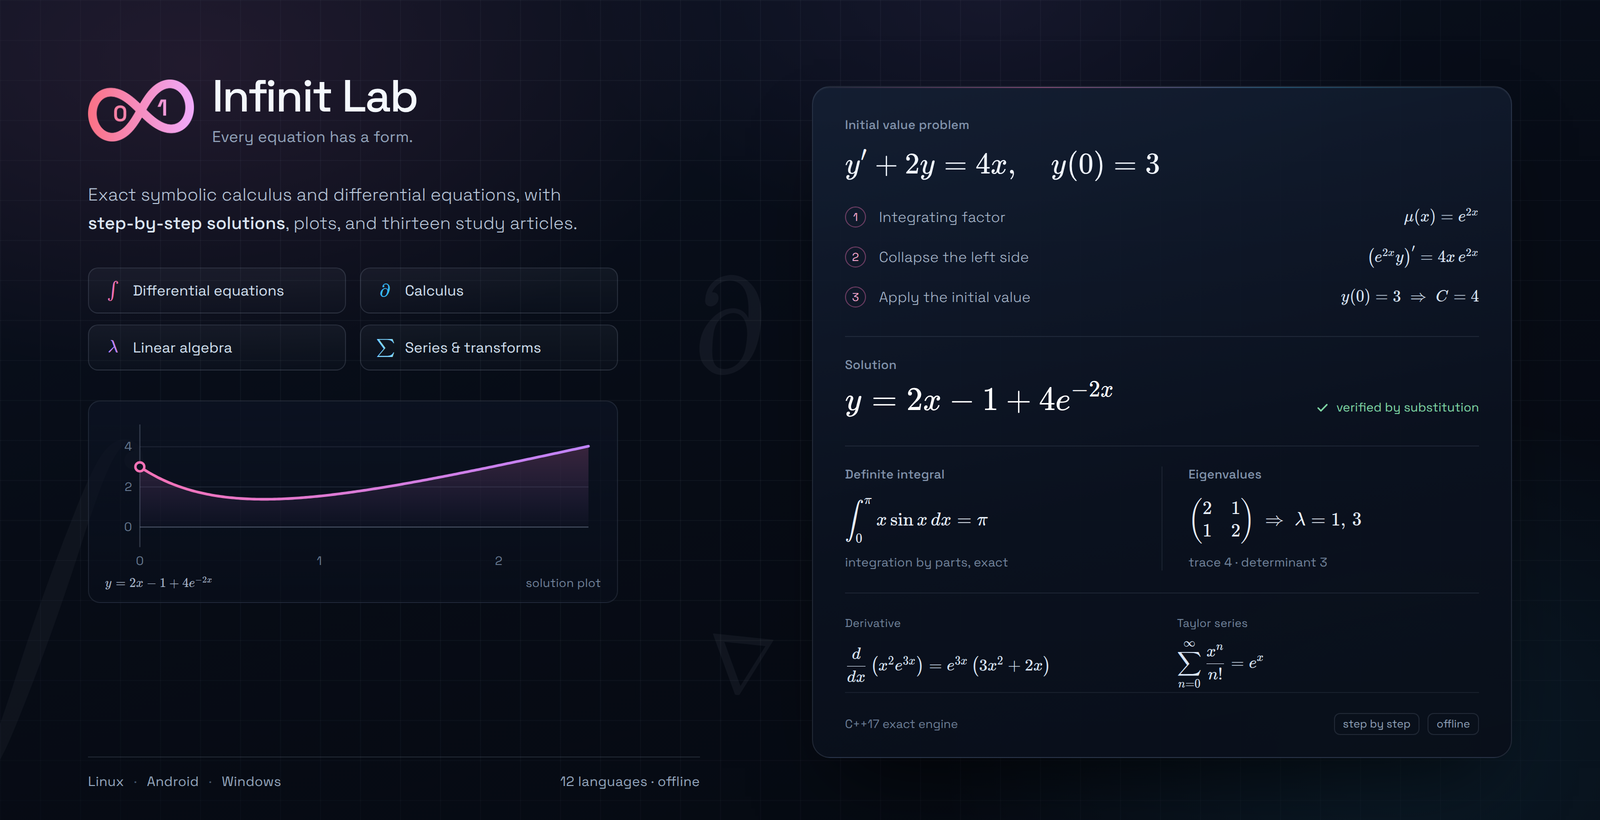 0 1
Infinit Lab
Every equation has a form.
Exact symbolic calculus and differential equations, with
step-by-step solutions, plots, and thirteen study articles.
∫ Differential equations
∂ Calculus
λ Linear algebra
∑ Series & transforms
4
2
0
0 1 2
y = 2x − 1 + 4e^{−2x}
solution plot
Linux · Android · Windows
12 languages · offline
∂
∇
∫
Initial value problem
y′ + 2y = 4x, y(0) = 3
1 Integrating factor μ(x) = e^{2x}
2 Collapse the left side (e^{2x}y)′ = 4x e^{2x}
3 Apply the initial value y(0) = 3 ⇒ C = 4
Solution
y = 2x − 1 + 4e^{−2x}
✓ verified by substitution
Definite integral
∫_0^π x sin x dx = π
integration by parts, exact
Eigenvalues
(2 1
1 2) ⇒ λ = 1, 3
trace 4 · determinant 3
Derivative
d/dx (x²e^{3x}) = e^{3x} (3x² + 2x)
Taylor series
∑_{n=0}^∞ x^n/n! = e^x
C++17 exact engine
step by step
offline